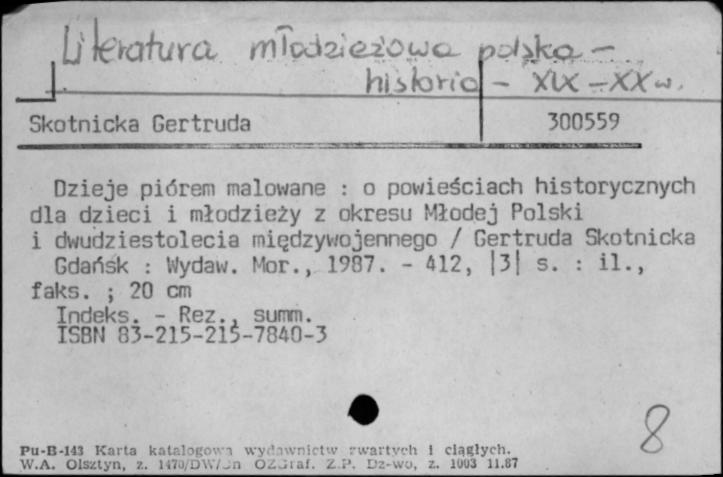 Literatura młodzieżowa polska -
historia - XIX - XX w.
Skotnicka Gertruda 300559
Dzieje piórem malowane : o powieściach historycznych
dla dzieci i młodzieży z okresu Młodej Polski
i dwudziestolecia międzywojennego / Gertruda Skotnicka
Gdańsk : Wydaw. Mor., 1987. - 412, |3| s. : il.,
faks. ; 20 cm
Indeks. - Rez., summ.
ISBN 83-215-215-7840-3
8
Pu-B-143 Karta katalogowa wydawnictw zwartych i ciągłych.
W.A. Olsztyn, z. 1470/DW/Jn OZGraf. Z.P. Dz-wo, z. 1003 11.87